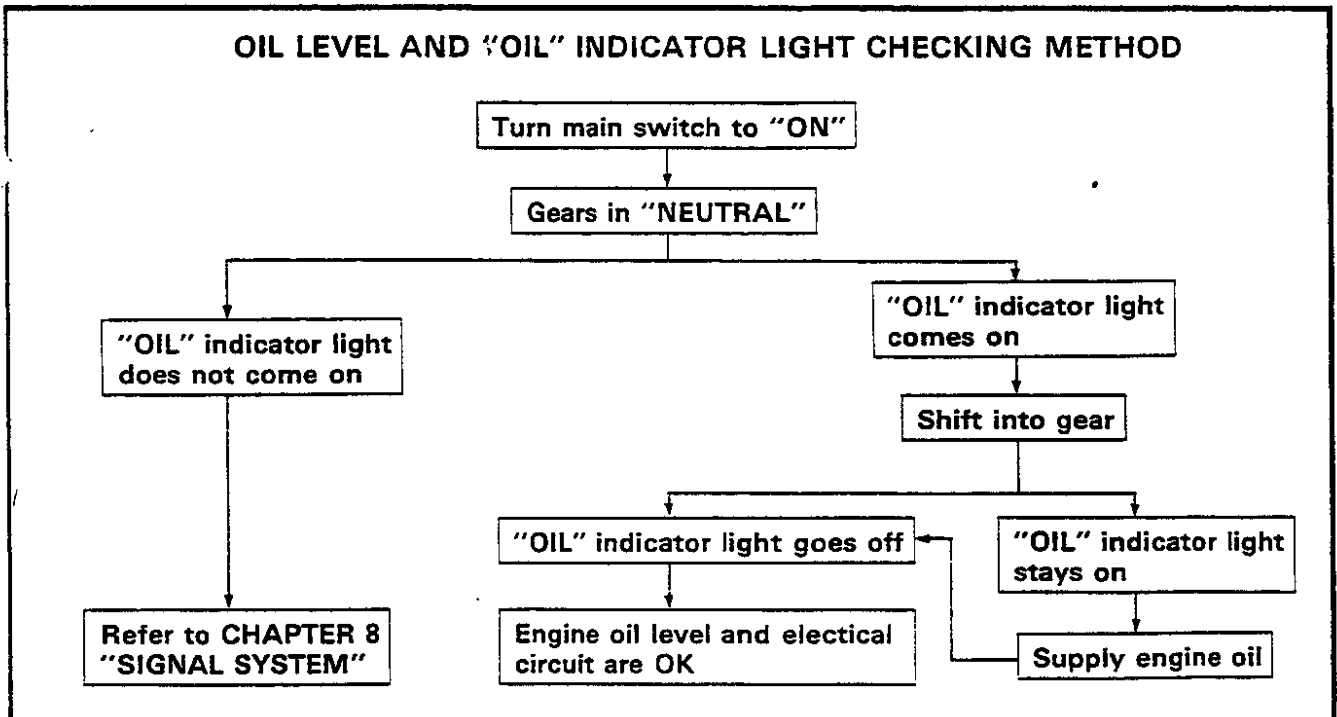 OIL LEVEL AND "OIL" INDICATOR LIGHT CHECKING METHOD
Turn main switch to "ON"
Gears in "NEUTRAL"
"OIL" indicator light
does not come on
Refer to CHAPTER 8
"SIGNAL SYSTEM"
"OIL" indicator light
comes on
Shift into gear
"OIL" indicator light goes off
Engine oil level and electical
circuit are OK
"OIL" indicator light
stays on
Supply engine oil